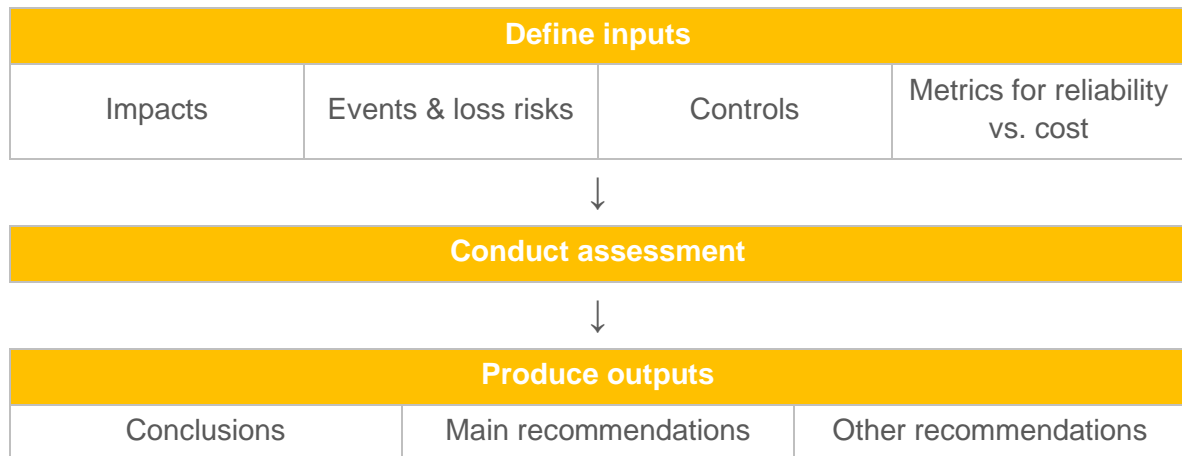 Define inputs
Impacts
Events & loss risks
Controls
Metrics for reliability
vs. cost
↓
Conduct assessment
↓
Produce outputs
Conclusions
Main recommendations
Other recommendations